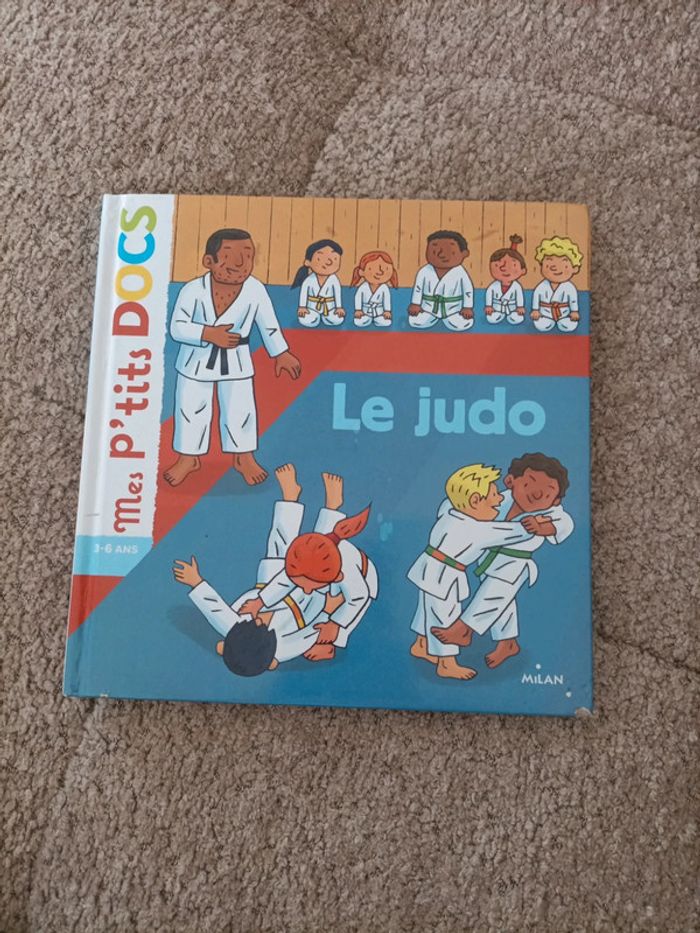 Mes p'tits DOCS
3-6 ANS
Le judo
MiLAN